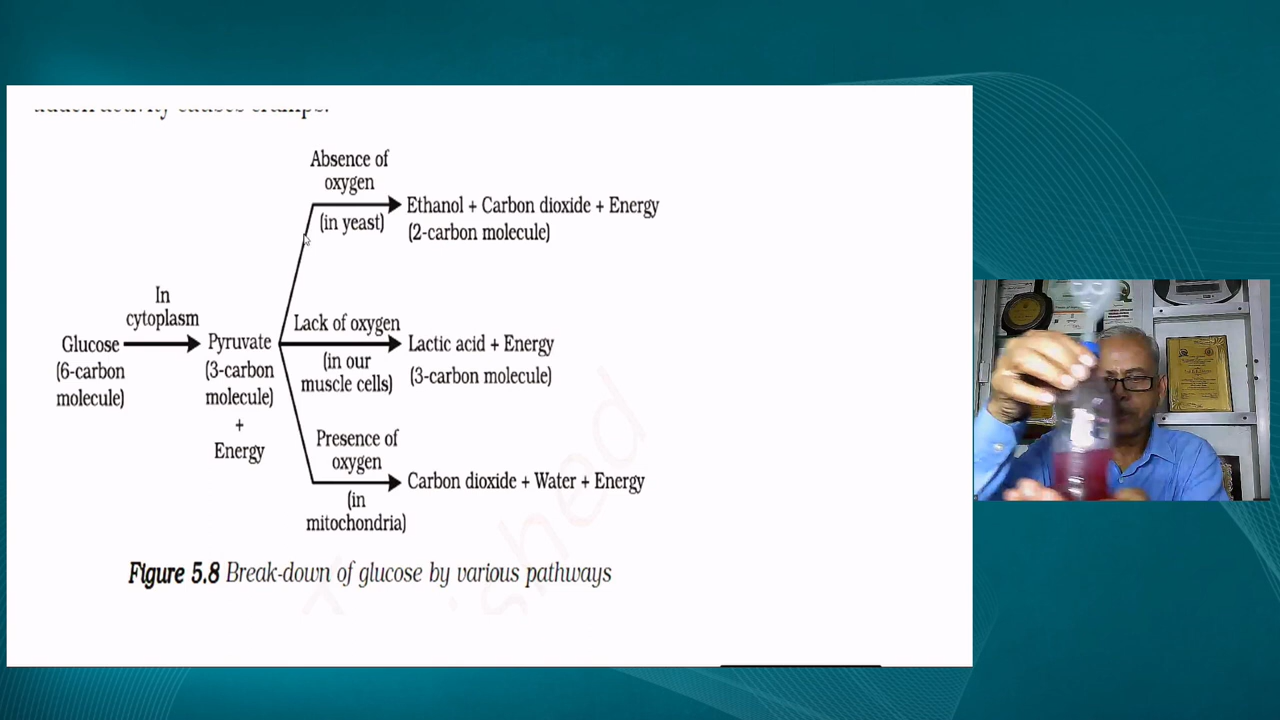 Absence of
oxygen
(in yeast)
Ethanol + Carbon dioxide + Energy
(2-carbon molecule)
In
cytoplasm
Glucose
(6-carbon
molecule)
Pyruvate
(3-carbon
molecule)
+
Energy
Lack of oxygen
(in our
muscle cells)
Lactic acid + Energy
(3-carbon molecule)
Presence of
oxygen
(in
mitochondria)
Carbon dioxide + Water + Energy
Figure 5.8 Break-down of glucose by various pathways